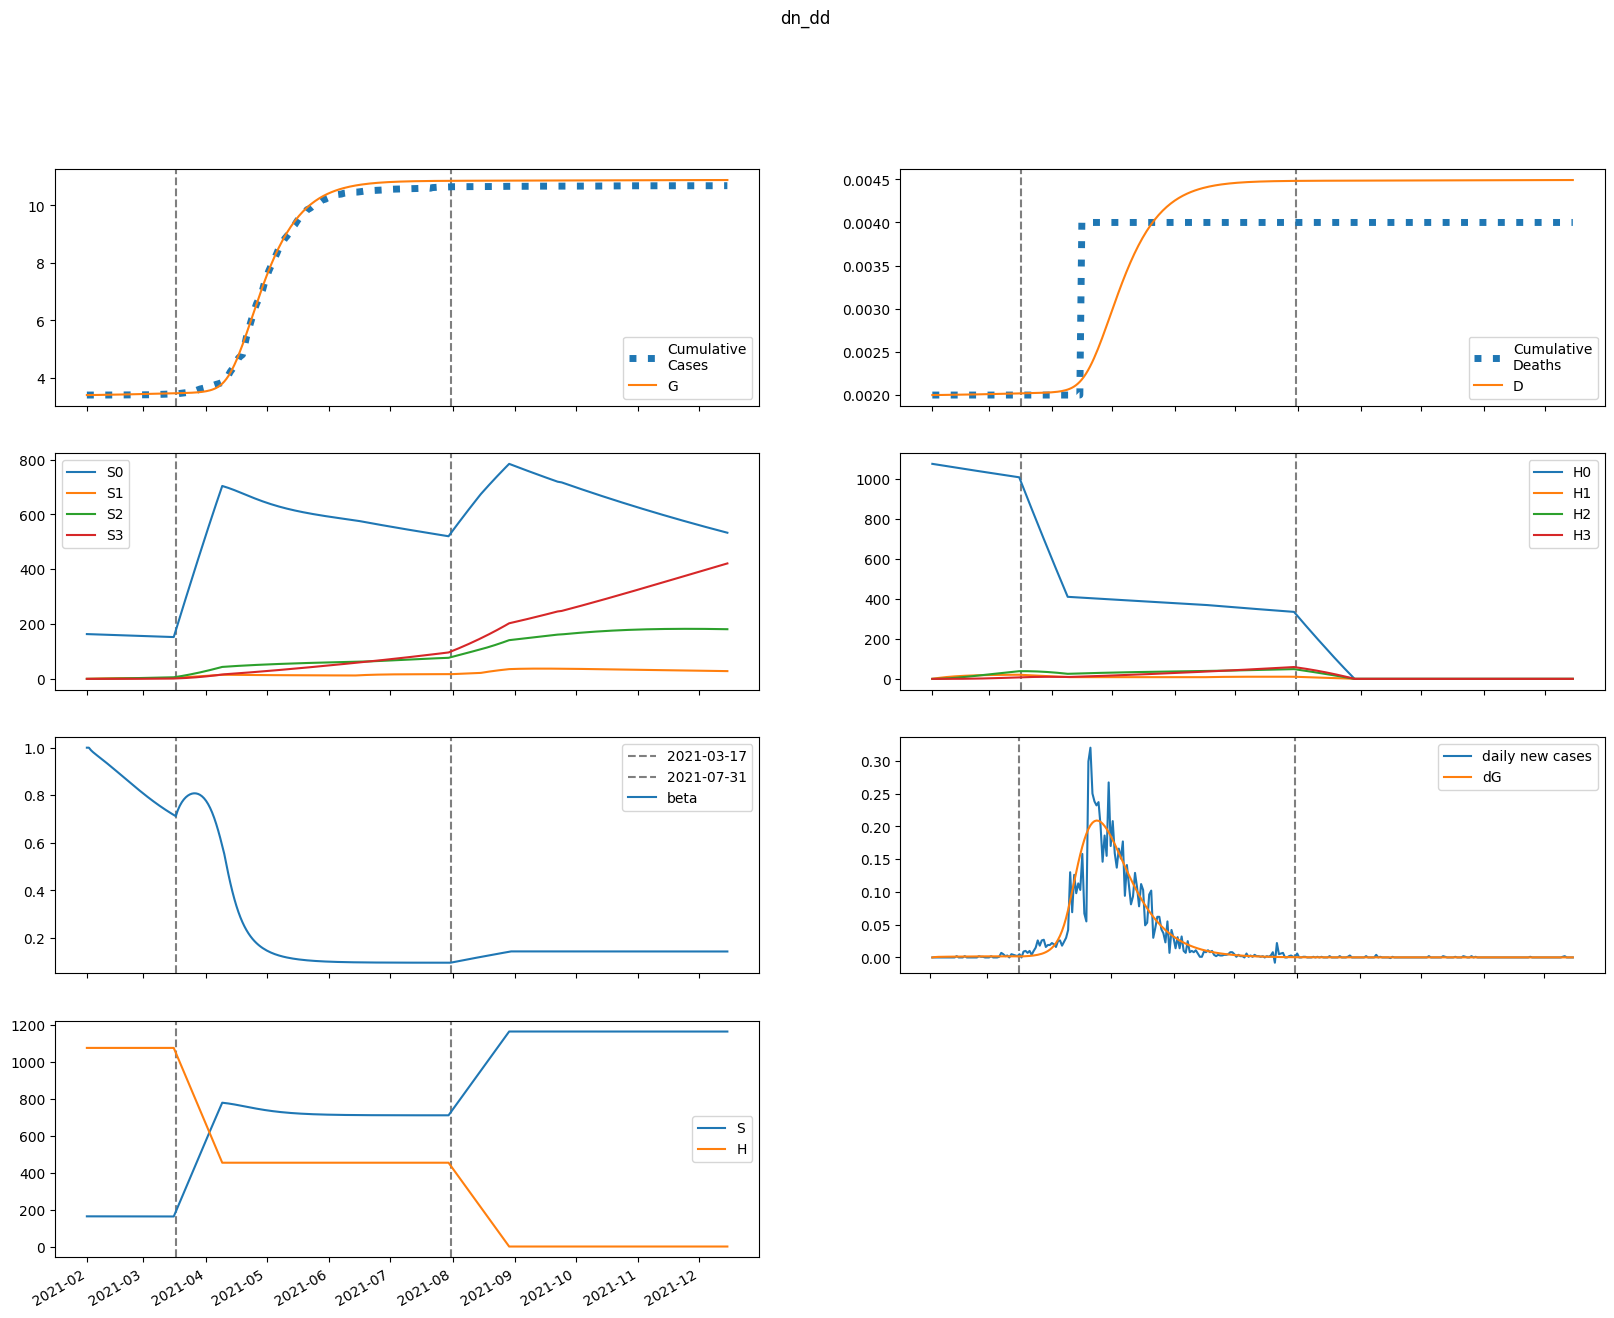 dn_dd
10
8
6
4
Cumulative
Cases
G
0.0045
0.0040
0.0035
0.0030
0.0025
0.0020
Cumulative
Deaths
D
800
600
400
200
0
S0
S1
S2
S3
1000
800
600
400
200
0
H0
H1
H2
H3
1.0
0.8
0.6
0.4
0.2
2021-03-17
2021-07-31
beta
0.30
0.25
0.20
0.15
0.10
0.05
0.00
daily new cases
dG
1200
1000
800
600
400
200
0
S
H
2021-02
2021-03
2021-04
2021-05
2021-06
2021-07
2021-08
2021-09
2021-10
2021-11
2021-12